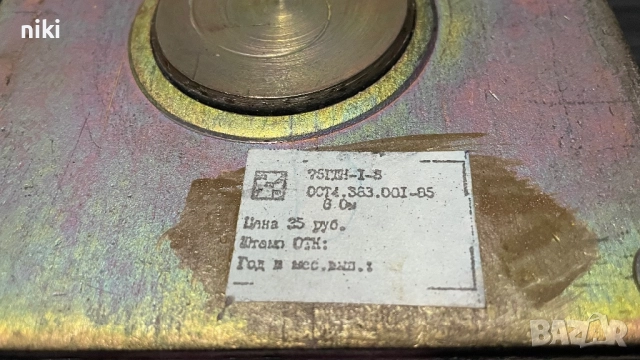 niki
75ГДН-1-8
ОСТ4.383.001-85
8 Ом
Цена 35 руб.
Штамп ОТК:
Год и мес.вып.:
BAZAR